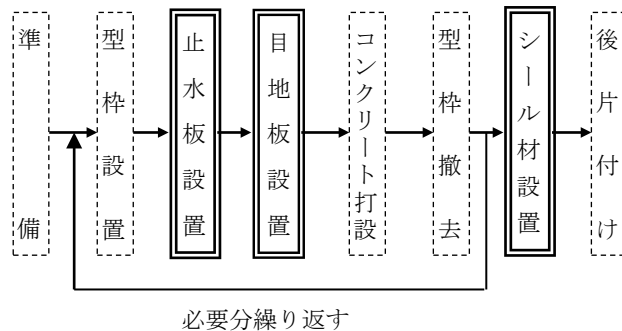 準備
型枠設置
止水板設置
目地板設置
コンクリート打設
型枠撤去
シール材設置
後片付け
必要分繰り返す